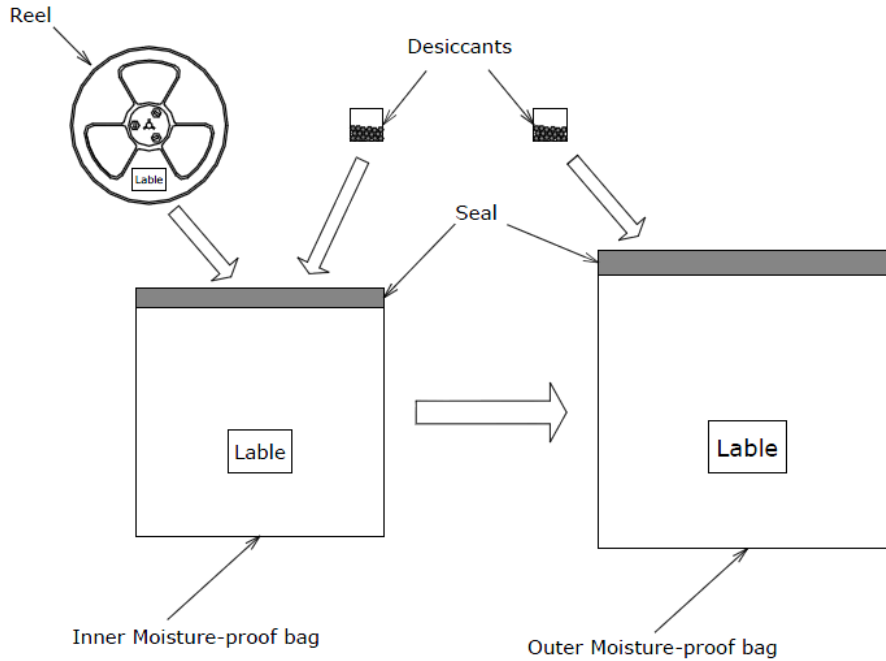 Reel
Desiccants
Lable
Seal
Lable
Lable
Inner Moisture-proof bag
Outer Moisture-proof bag